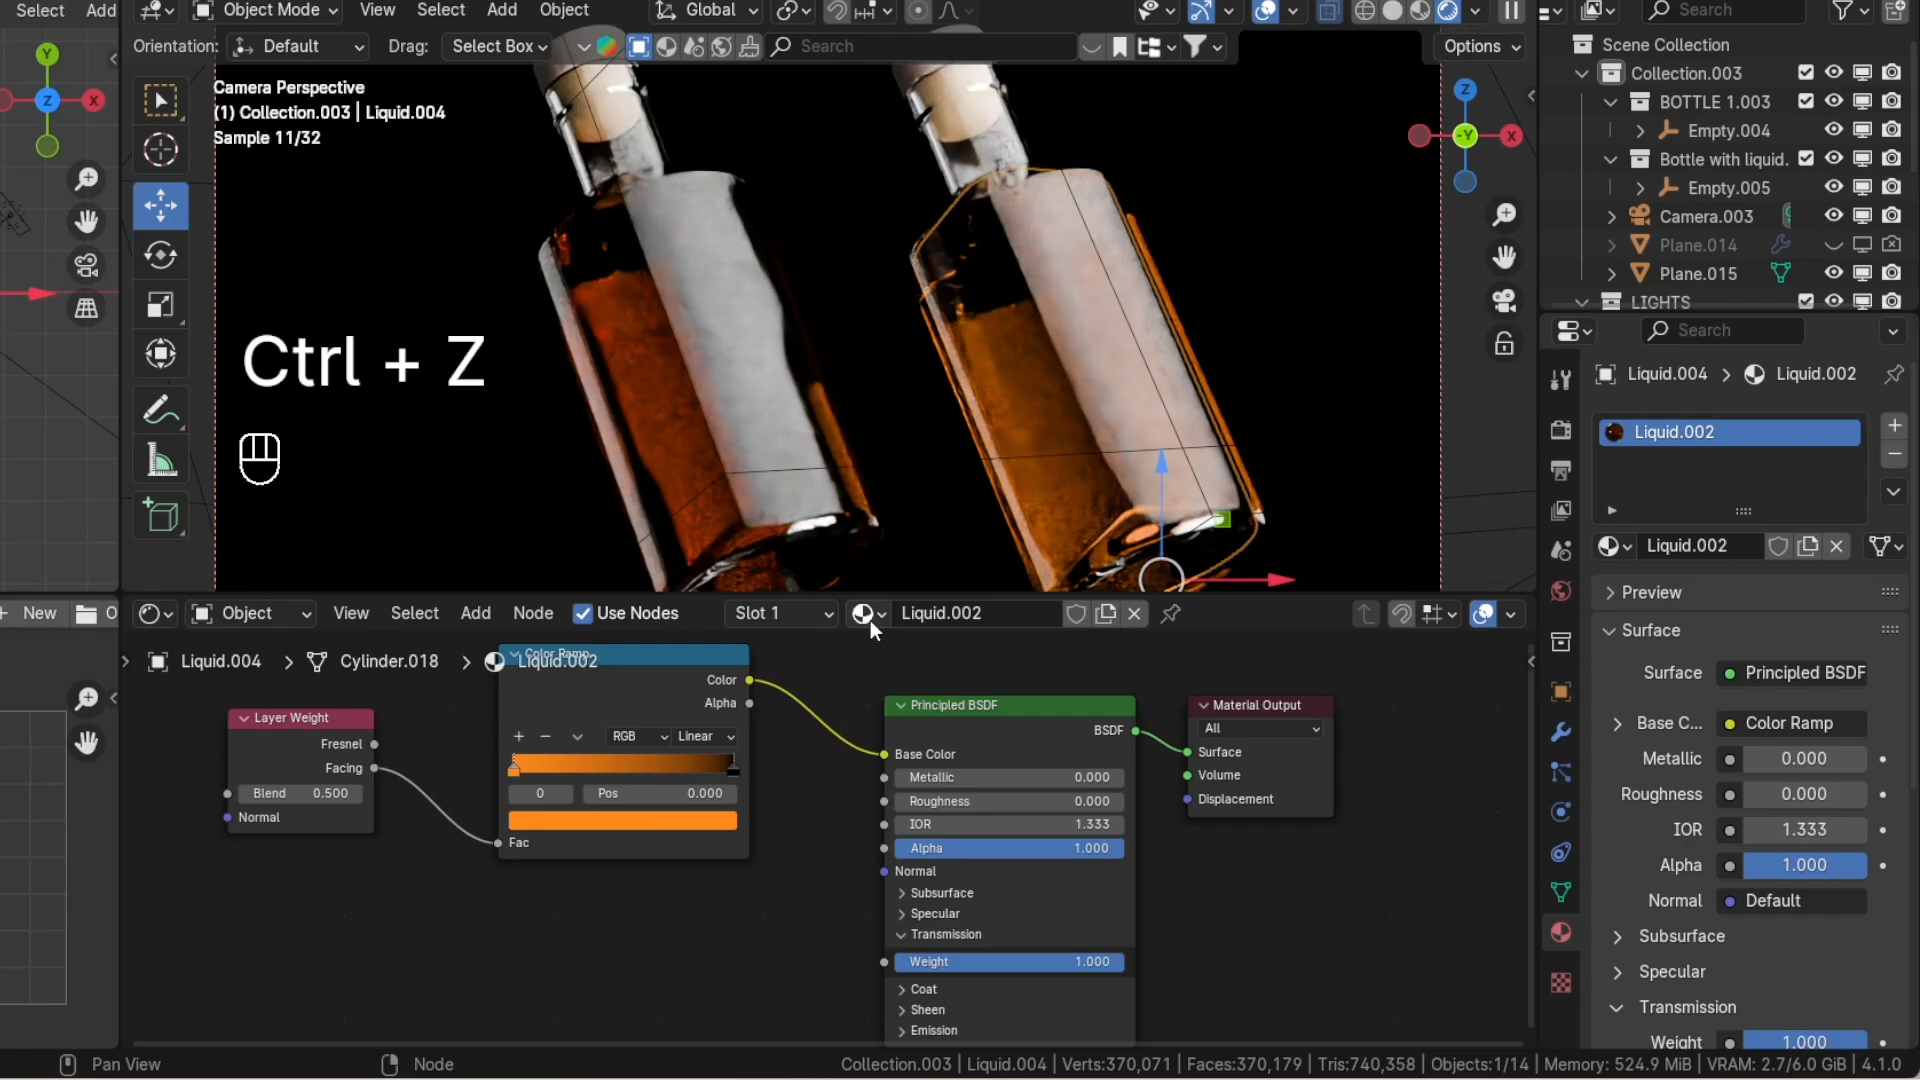 Select Add
Object Mode View Select Add Object Global Search
Orientation: Default Drag: Select Box Search Options
Camera Perspective
(1) Collection.003 | Liquid.004
Sample 11/32
Y
Z X
Z
-Y X
Ctrl + Z
Scene Collection
Collection.003
BOTTLE 1.003
Empty.004
Bottle with liquid.
Empty.005
Camera.003
Plane.014
Plane.015
LIGHTS
Search
Liquid.004 > Liquid.002
Liquid.002
Liquid.002
Preview
Surface
Surface Principled BSDF
Base C... Color Ramp
Metallic 0.000
Roughness 0.000
IOR 1.333
Alpha 1.000
Normal Default
Subsurface
Specular
Transmission
Weight 1.000
+ New O
Object View Select Add Node Use Nodes Slot 1 Liquid.002
Liquid.004 > Cylinder.018 > Liquid.002
Layer Weight
Fresnel
Facing
Blend 0.500
Normal
Color Ramp
Color
Alpha
+ − RGB Linear
0 Pos 0.000
Fac
Principled BSDF
BSDF
Base Color
Metallic 0.000
Roughness 0.000
IOR 1.333
Alpha 1.000
Normal
Subsurface
Specular
Transmission
Weight 1.000
Coat
Sheen
Emission
Material Output
All
Surface
Volume
Displacement
Pan View Node Collection.003 | Liquid.004 | Verts:370,071 | Faces:370,179 | Tris:740,358 | Objects:1/14 | Memory: 524.9 MiB | VRAM: 2.7/6.0 GiB | 4.1.0